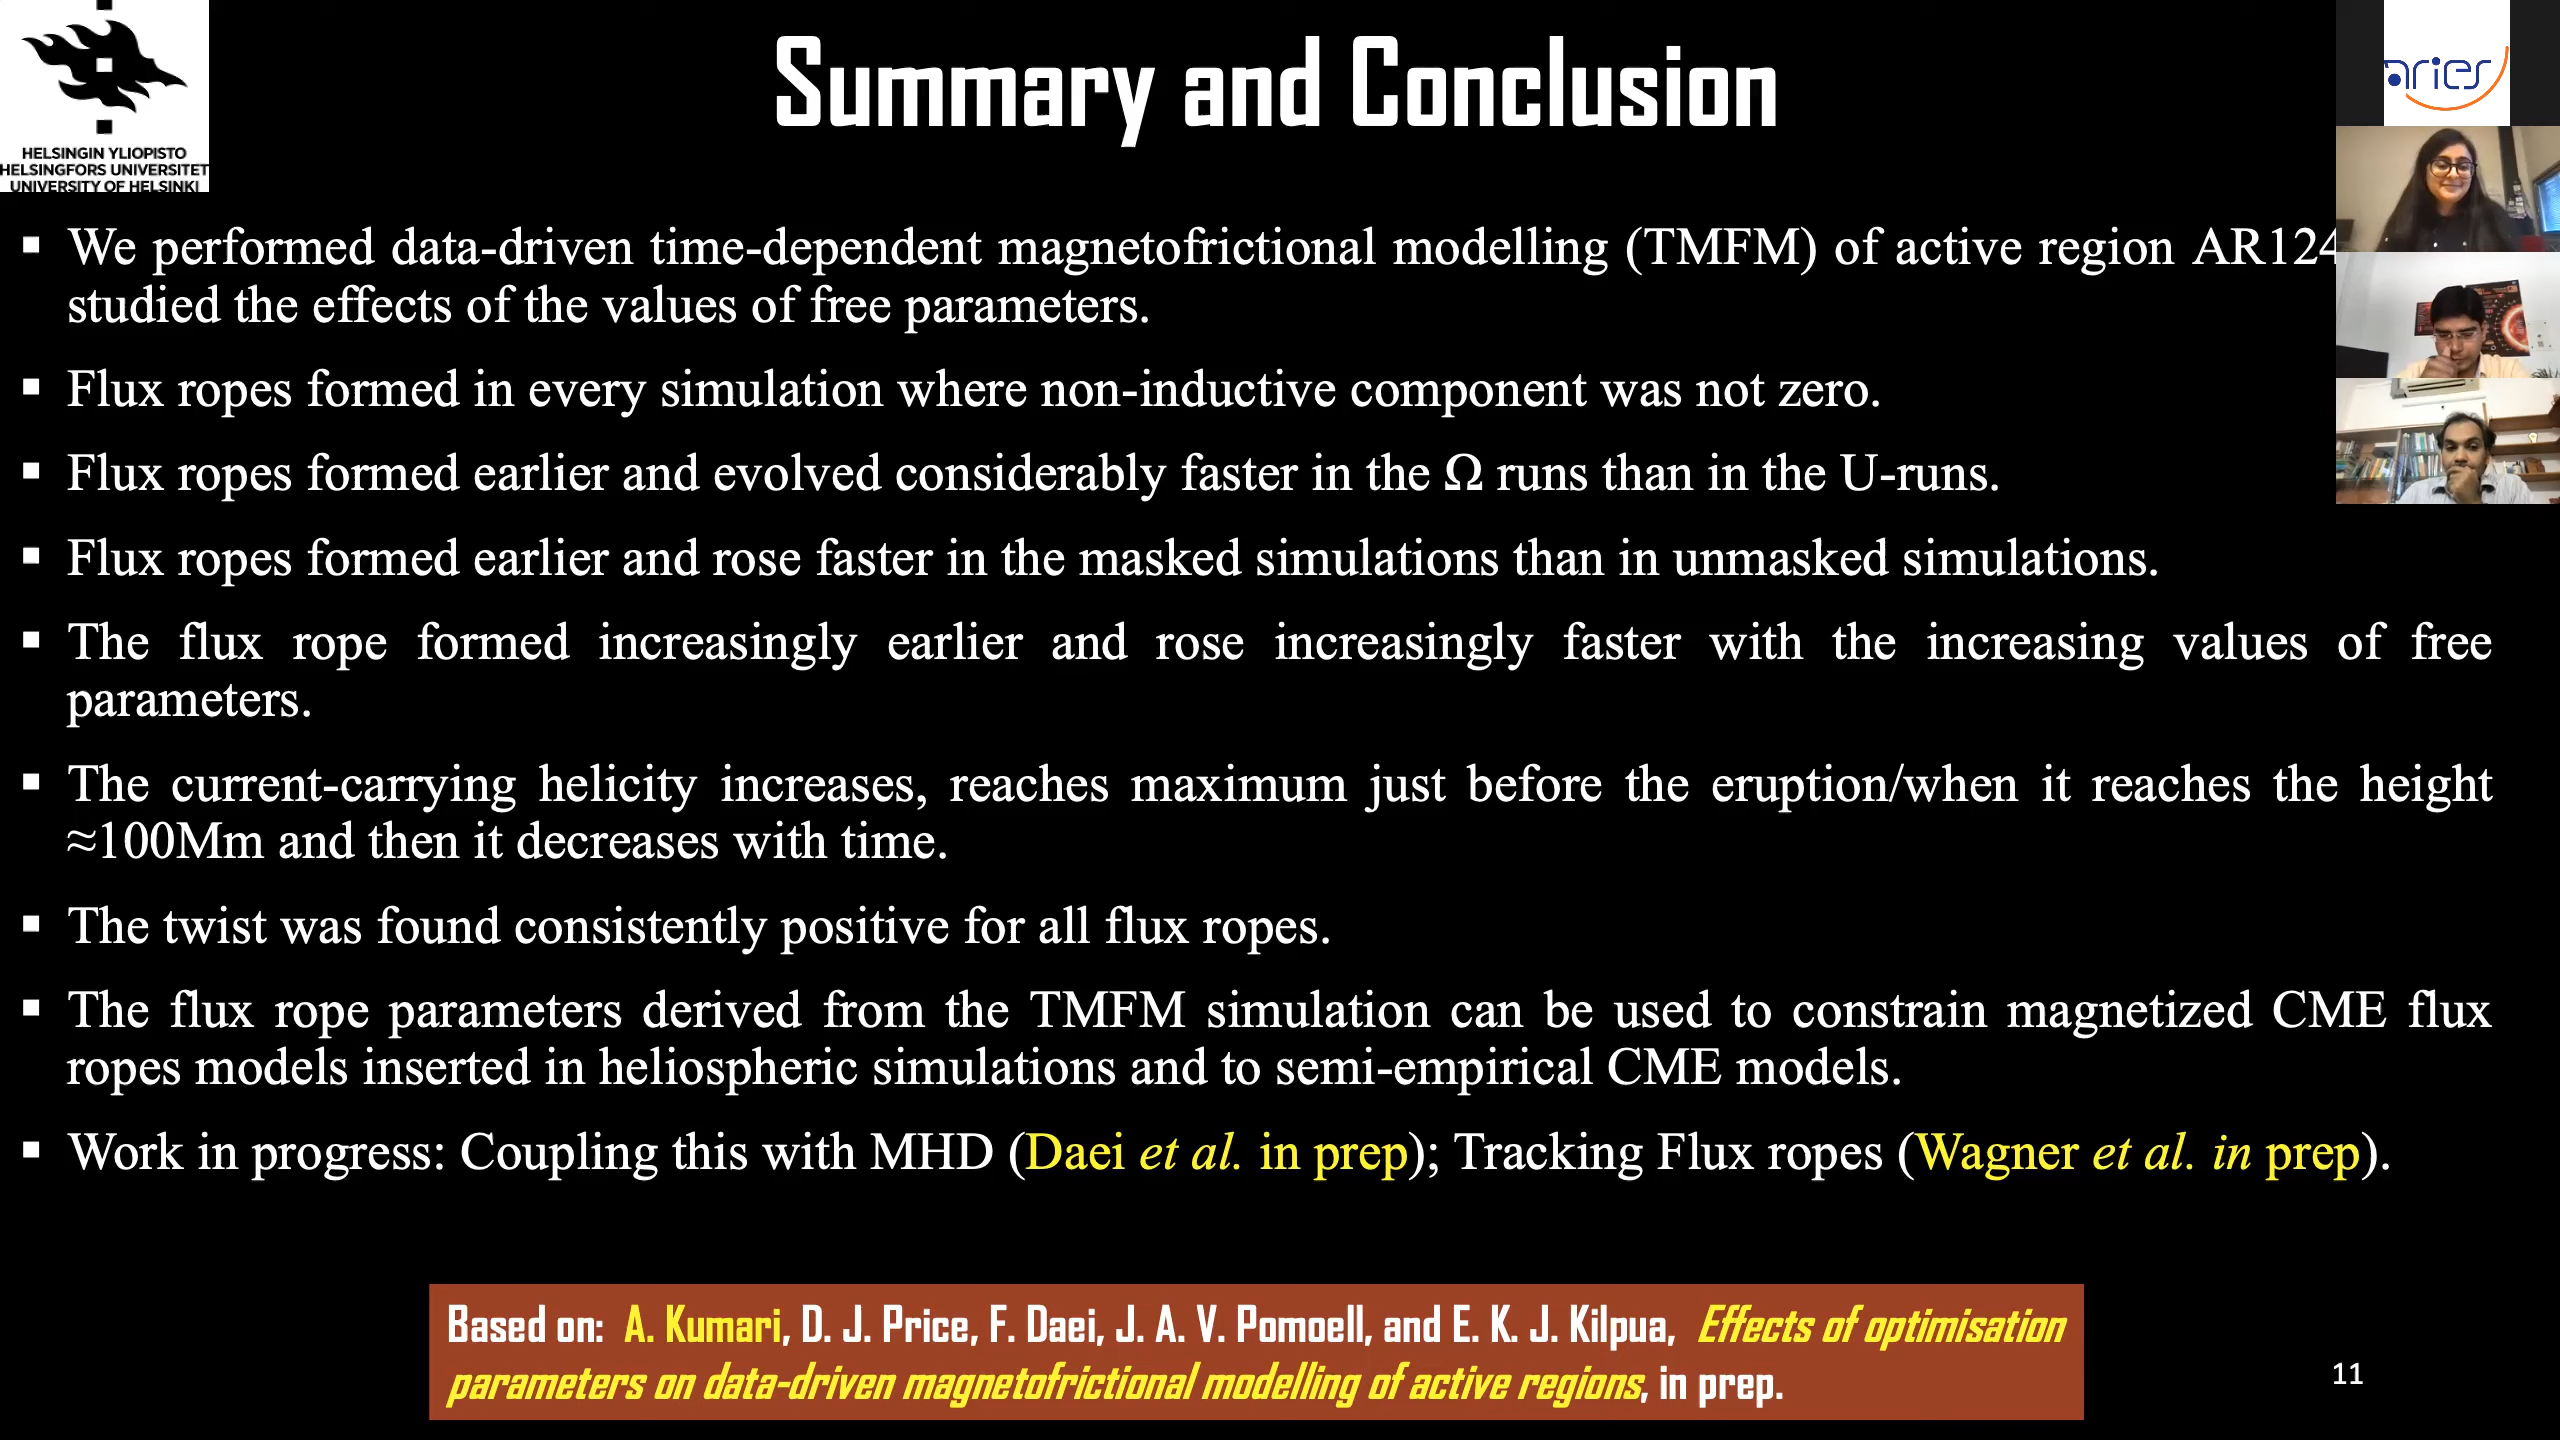 HELSINGIN YLIOPISTO
HELSINGFORS UNIVERSITET
UNIVERSITY OF HELSINKI
Summary and Conclusion
aries
▪ We performed data-driven time-dependent magnetofrictional modelling (TMFM) of active region AR124
studied the effects of the values of free parameters.
▪ Flux ropes formed in every simulation where non-inductive component was not zero.
▪ Flux ropes formed earlier and evolved considerably faster in the Ω runs than in the U-runs.
▪ Flux ropes formed earlier and rose faster in the masked simulations than in unmasked simulations.
▪ The flux rope formed increasingly earlier and rose increasingly faster with the increasing values of free
parameters.
▪ The current-carrying helicity increases, reaches maximum just before the eruption/when it reaches the height
≈100Mm and then it decreases with time.
▪ The twist was found consistently positive for all flux ropes.
▪ The flux rope parameters derived from the TMFM simulation can be used to constrain magnetized CME flux
ropes models inserted in heliospheric simulations and to semi-empirical CME models.
▪ Work in progress: Coupling this with MHD (Daei et al. in prep); Tracking Flux ropes (Wagner et al. in prep).
Based on: A. Kumari, D. J. Price, F. Daei, J. A. V. Pomoell, and E. K. J. Kilpua, Effects of optimisation
parameters on data-driven magnetofrictional modelling of active regions, in prep.
11